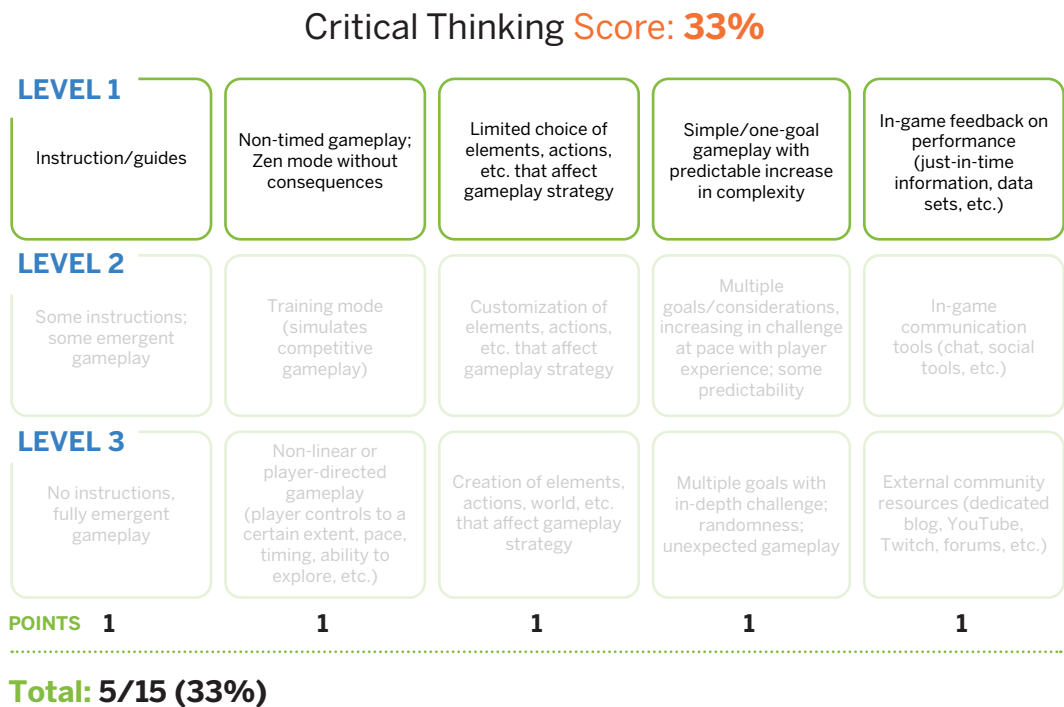 Critical Thinking Score: 33%
LEVEL 1
Instruction/guides
Non-timed gameplay;
Zen mode without
consequences
Limited choice of
elements, actions,
etc. that affect
gameplay strategy
Simple/one-goal
gameplay with
predictable increase
in complexity
In-game feedback on
performance
(just-in-time
information, data
sets, etc.)
LEVEL 2
Some instructions;
some emergent
gameplay
Training mode
(simulates
competitive
gameplay)
Customization of
elements, actions,
etc. that affect
gameplay strategy
Multiple
goals/considerations,
increasing in challenge
at pace with player
experience; some
predictability
In-game
communication
tools (chat, social
tools, etc.)
LEVEL 3
No instructions,
fully emergent
gameplay
Non-linear or
player-directed
gameplay
(player controls to a
certain extent, pace,
timing, ability to
explore, etc.)
Creation of elements,
actions, world, etc.
that affect gameplay
strategy
Multiple goals with
in-depth challenge;
randomness;
unexpected gameplay
External community
resources (dedicated
blog, YouTube,
Twitch, forums, etc.)
POINTS 1 1 1 1 1
Total: 5/15 (33%)